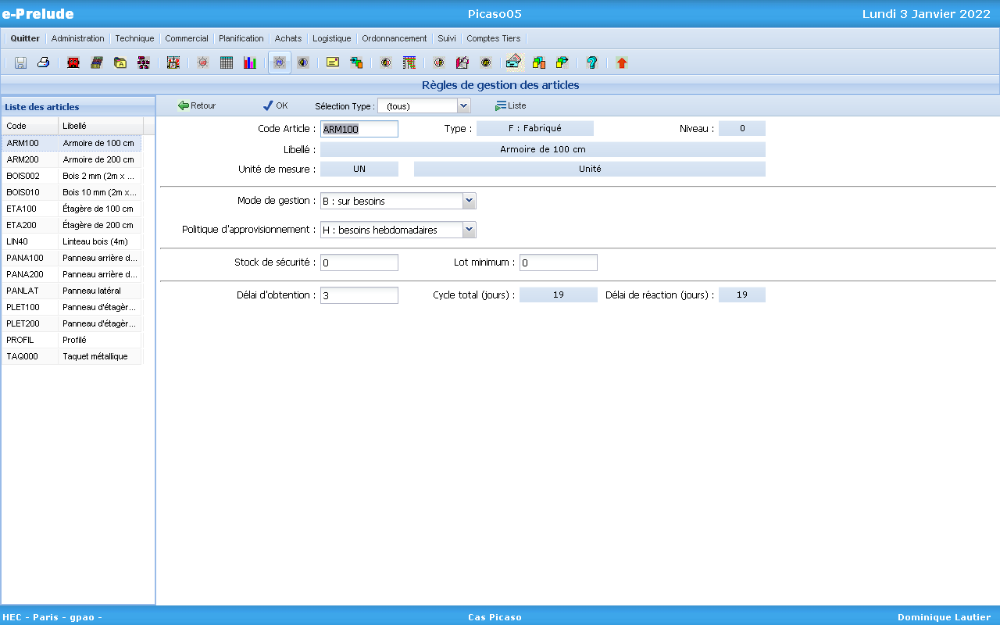 e-Prelude Picaso05 Lundi 3 Janvier 2022
Quitter Administration Technique Commercial Planification Achats Logistique Ordonnancement Suivi Comptes Tiers
Règles de gestion des articles
Liste des articles
Retour OK Sélection Type : (tous) Liste
Code Libellé
ARM100 Armoire de 100 cm
ARM200 Armoire de 200 cm
BOIS002 Bois 2 mm (2m x ...
BOIS010 Bois 10 mm (2m x...
ETA100 Étagère de 100 cm
ETA200 Étagère de 200 cm
LIN40 Linteau bois (4m)
PANA100 Panneau arrière d...
PANA200 Panneau arrière d...
PANLAT Panneau latéral
PLET100 Panneau d'étagèr...
PLET200 Panneau d'étagèr...
PROFIL Profilé
TAQ000 Taquet métallique
Code Article : ARM100 Type : F : Fabriqué Niveau : 0
Libellé : Armoire de 100 cm
Unité de mesure : UN Unité
Mode de gestion : B : sur besoins
Politique d'approvisionnement : H : besoins hebdomadaires
Stock de sécurité : 0 Lot minimum : 0
Délai d'obtention : 3 Cycle total (jours) : 19 Délai de réaction (jours) : 19
HEC - Paris - gpao - Cas Picaso Dominique Lautier